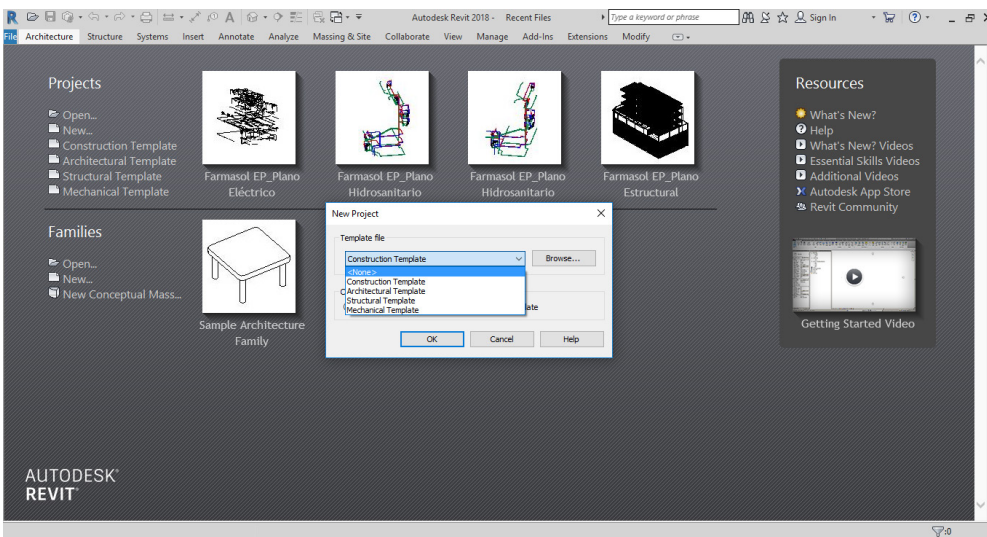 Autodesk Revit 2018 - Recent Files
Type a keyword or phrase
Sign In
File Architecture Structure Systems Insert Annotate Analyze Massing & Site Collaborate View Manage Add-Ins Extensions Modify
Projects
Open...
New...
Construction Template
Architectural Template
Structural Template
Mechanical Template
Farmasol EP_Plano
Eléctrico
Farmasol EP_Plano
Hidrosanitario
Farmasol EP_Plano
Hidrosanitario
Farmasol EP_Plano
Estructural
Families
Open...
New...
New Conceptual Mass...
Sample Architecture
Family
New Project
Template file
Construction Template
Browse...
<None>
Construction Template
Architectural Template
Structural Template
Mechanical Template
OK Cancel Help
Resources
What's New?
Help
What's New? Videos
Essential Skills Videos
Additional Videos
Autodesk App Store
Revit Community
Getting Started Video
AUTODESK®
REVIT®
:0